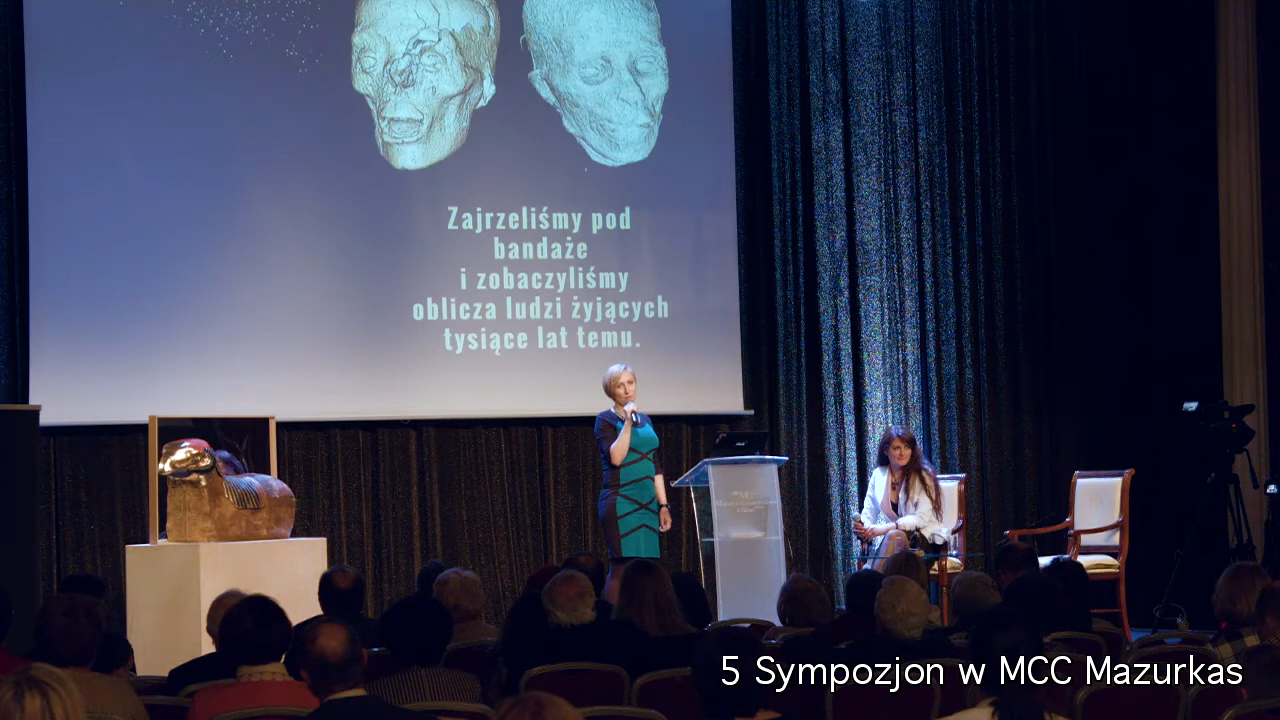 Zajrzeliśmy pod
bandaże
i zobaczyliśmy
oblicza ludzi żyjących
tysiące lat temu.
5 Sympozjon w MCC Mazurkas